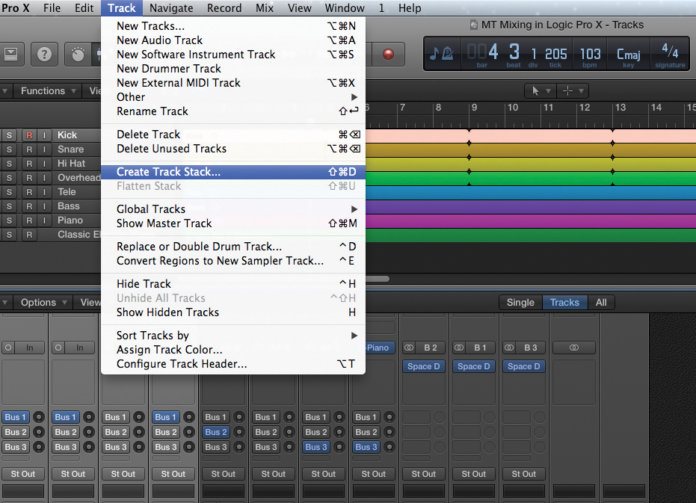 Pro X File Edit Track Navigate Record Mix View Window 1 Help
MT Mixing in Logic Pro X - Tracks
New Tracks... ⌥⌘N
New Audio Track ⌥⌘A
New Software Instrument Track ⌥⌘S
New Drummer Track
New External MIDI Track ⌥⌘X
Other
Rename Track ⇧↩
Delete Track ⌘⌫
Delete Unused Tracks ⌥⌘⌫
Create Track Stack... ⇧⌘D
Flatten Stack ⇧⌘U
Global Tracks
Show Master Track ⇧⌘M
Replace or Double Drum Track... ^D
Convert Regions to New Sampler Track... ^E
Hide Track ^H
Unhide All Tracks ^⇧H
Show Hidden Tracks H
Sort Tracks by
Assign Track Color...
Configure Track Header... ⌥T
4 3 1 205 103 Cmaj 4/4
bar beat div tick bpm key signature
Functions
6 7 8 9 10 11 12 13 14 15
S R I Kick
S R I Snare
S R I Hi Hat
S R I Overhead
S R I Tele
S R I Bass
S R I Piano
S R Classic El
Options View
Single Tracks All
In In Piano B 2 B 1 B 3
Space D Space D Space D
Bus 1 Bus 1 Bus 1 Bus 1 Bus 1 Bus 1 Bus 1 Bus 1
Bus 2 Bus 2 Bus 2 Bus 2 Bus 2 Bus 2 Bus 2 Bus 2
Bus 3 Bus 3 Bus 3 Bus 3 Bus 3 Bus 3 Bus 3 Bus 3
St Out St Out St Out St Out St Out St Out St Out St Out St Out St Out St Out